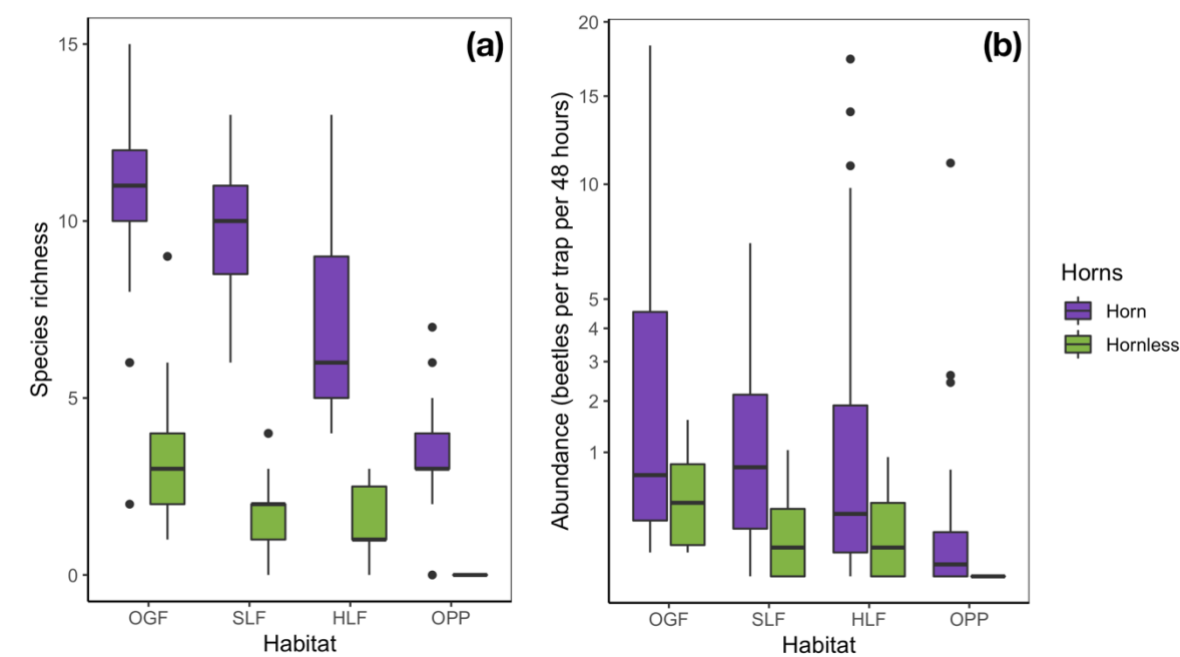 (a)
Species richness
15
10
5
0
OGF SLF HLF OPP
Habitat
(b)
Abundance (beetles per trap per 48 hours)
20
15
10
5
4
3
2
1
OGF SLF HLF OPP
Habitat
Horns
Horn
Hornless